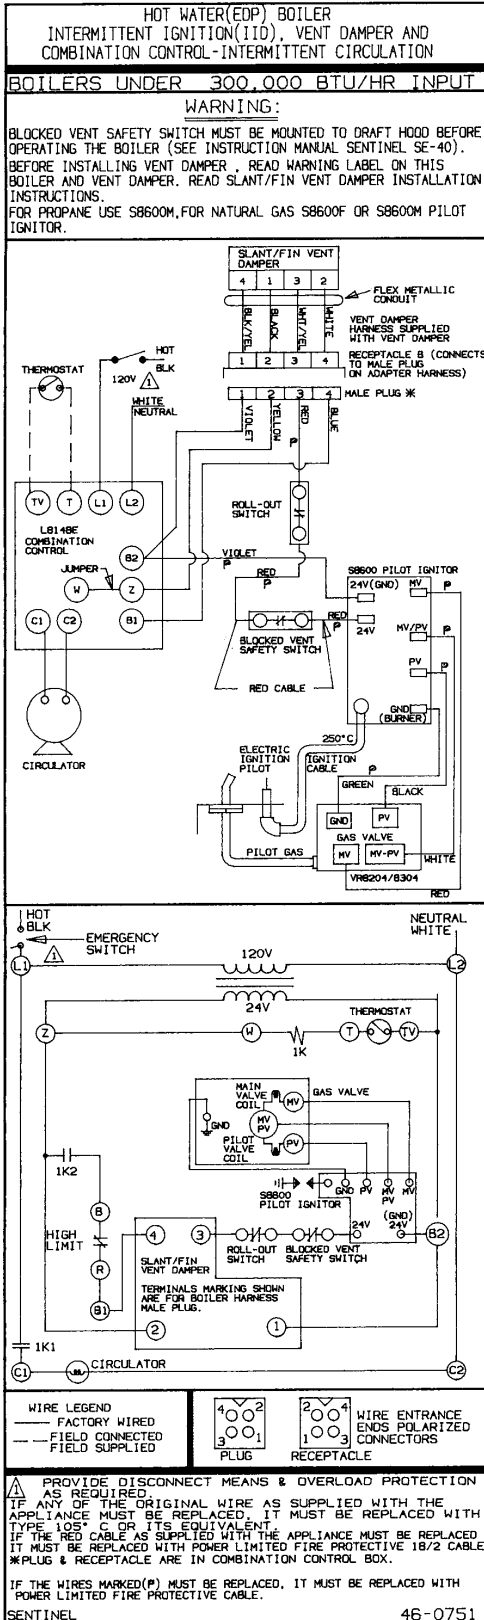 HOT WATER(EDP) BOILER
INTERMITTENT IGNITION(IID), VENT DAMPER AND
COMBINATION CONTROL-INTERMITTENT CIRCULATION
BOILERS UNDER 300,000 BTU/HR INPUT
WARNING:
BLOCKED VENT SAFETY SWITCH MUST BE MOUNTED TO DRAFT HOOD BEFORE
OPERATING THE BOILER (SEE INSTRUCTION MANUAL SENTINEL SE-40).
BEFORE INSTALLING VENT DAMPER , READ WARNING LABEL ON THIS
BOILER AND VENT DAMPER. READ SLANT/FIN VENT DAMPER INSTALLATION
INSTRUCTIONS.
FOR PROPANE USE S8600M,FOR NATURAL GAS S8600F OR S8600M PILOT
IGNITOR.
SLANT/FIN VENT
DAMPER
4 1 3 2
FLEX METALLIC
CONDUIT
BLK/YEL
BLACK
WHT/YEL
WHITE
VENT DAMPER
HARNESS SUPPLIED
WITH VENT DAMPER
1 2 3 4
RECEPTACLE B (CONNECTS
TO MALE PLUG
ON ADAPTER HARNESS)
1 2 3 4
MALE PLUG ※
VIOLET
YELLOW
RED
BLUE
P
HOT
BLK
120V 1
THERMOSTAT
WHITE
NEUTRAL
TV T L1 L2
L8148E
COMBINATION
CONTROL
ROLL-OUT
SWITCH
B2
VIOLET
P
JUMPER
W Z
RED
P
C1 C2 B1
BLOCKED VENT
SAFETY SWITCH
RED P
RED CABLE
S8600 PILOT IGNITOR
24V(GND) MV P
24V MV/PV P
PV P
GND
(BURNER)
CIRCULATOR
250°C
IGNITION
CABLE
ELECTRIC
IGNITION
PILOT
P
GREEN
BLACK
GND PV
GAS VALVE
MV MV-PV
PILOT GAS
WHITE
VR8204/8304
RED
HOT
BLK
NEUTRAL
WHITE
EMERGENCY
SWITCH
1
L1 120V L2
24V
THERMOSTAT
Z W 1K T TV
MAIN
VALVE
COIL
MV
GAS VALVE
GND
MV
PV
PILOT
VALVE
COIL
PV
1K2
S8600
PILOT IGNITOR
GND PV MV
PV MV
24V (GND)
24V
B2
B
HIGH
LIMIT
R
B1
4 3
ROLL-OUT
SWITCH
BLOCKED VENT
SAFETY SWITCH
SLANT/FIN
VENT DAMPER
TERMINALS MARKING SHOWN
ARE FOR BOILER HARNESS
MALE PLUG.
2 1
1K1
C1 CIRCULATOR C2
WIRE LEGEND
FACTORY WIRED
FIELD CONNECTED
FIELD SUPPLIED
4 2
3 1
PLUG
2 4
1 3
RECEPTACLE
WIRE ENTRANCE
ENDS POLARIZED
CONNECTORS
1 PROVIDE DISCONNECT MEANS & OVERLOAD PROTECTION
AS REQUIRED.
IF ANY OF THE ORIGINAL WIRE AS SUPPLIED WITH THE
APPLIANCE MUST BE REPLACED, IT MUST BE REPLACED WITH
TYPE 105° C OR ITS EQUIVALENT.
IF THE RED CABLE AS SUPPLIED WITH THE APPLIANCE MUST BE REPLACED
IT MUST BE REPLACED WITH POWER LIMITED FIRE PROTECTIVE 18/2 CABLE
※PLUG & RECEPTACLE ARE IN COMBINATION CONTROL BOX.
IF THE WIRES MARKED(P) MUST BE REPLACED, IT MUST BE REPLACED WITH
POWER LIMITED FIRE PROTECTIVE CABLE.
SENTINEL 46-0751